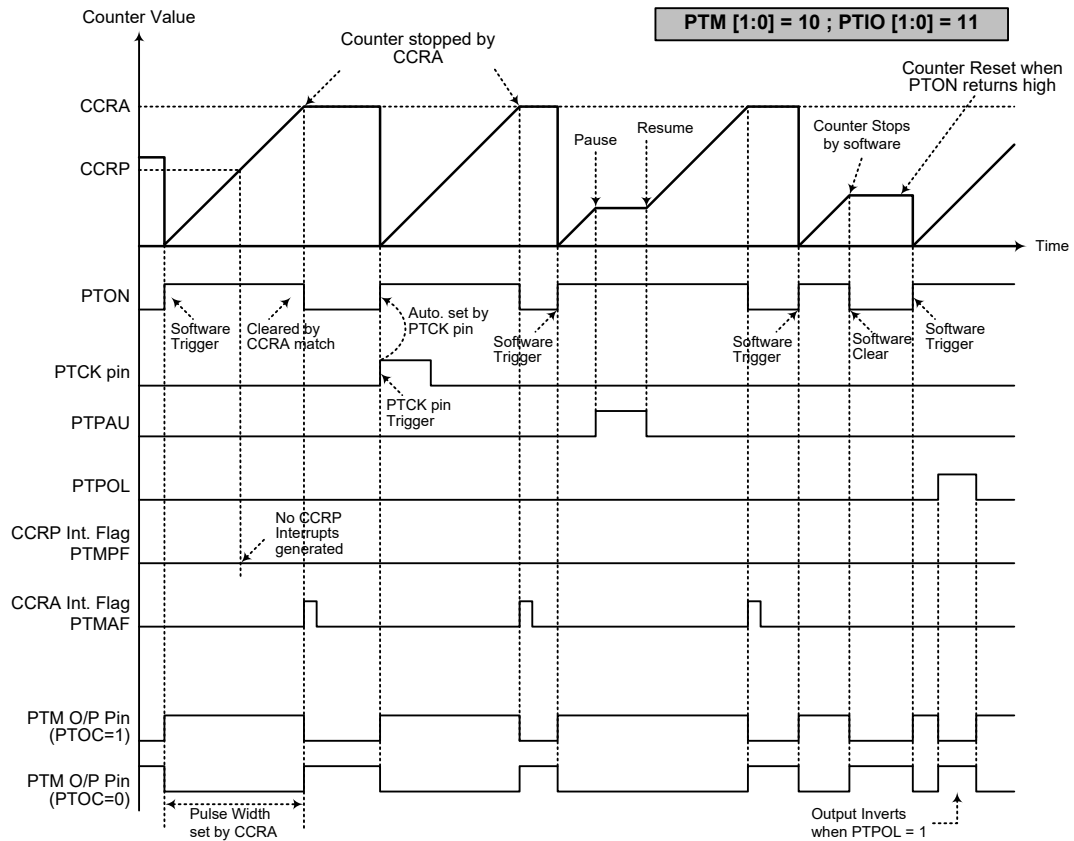 Counter Value
PTM [1:0] = 10 ; PTIO [1:0] = 11
Counter stopped by
CCRA
Counter Reset when
PTON returns high
CCRA
Pause
Resume
Counter Stops
by software
CCRP
Time
PTON
Software
Trigger
Cleared by
CCRA match
Auto. set by
PTCK pin
Software
Trigger
Software
Trigger
Software
Clear
Software
Trigger
PTCK pin
PTCK pin
Trigger
PTPAU
PTPOL
No CCRP
Interrupts
generated
CCRP Int. Flag
PTMPF
CCRA Int. Flag
PTMAF
PTM O/P Pin
(PTOC=1)
PTM O/P Pin
(PTOC=0)
Pulse Width
set by CCRA
Output Inverts
when PTPOL = 1